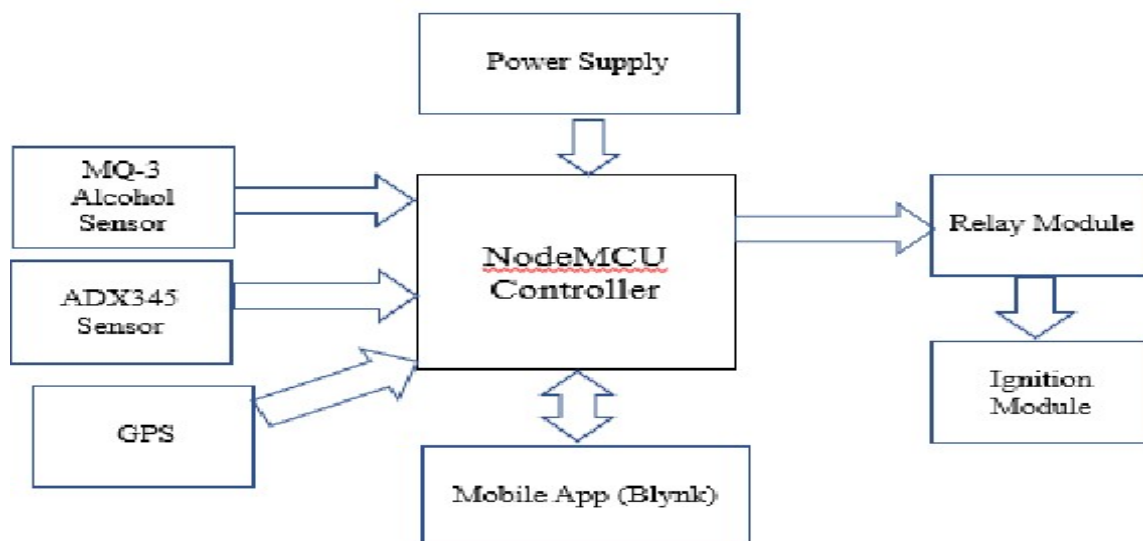 Power Supply
MQ-3
Alcohol
Sensor
NodeMCU
Controller
Relay Module
ADX345
Sensor
Ignition
Module
GPS
Mobile App (Blynk)